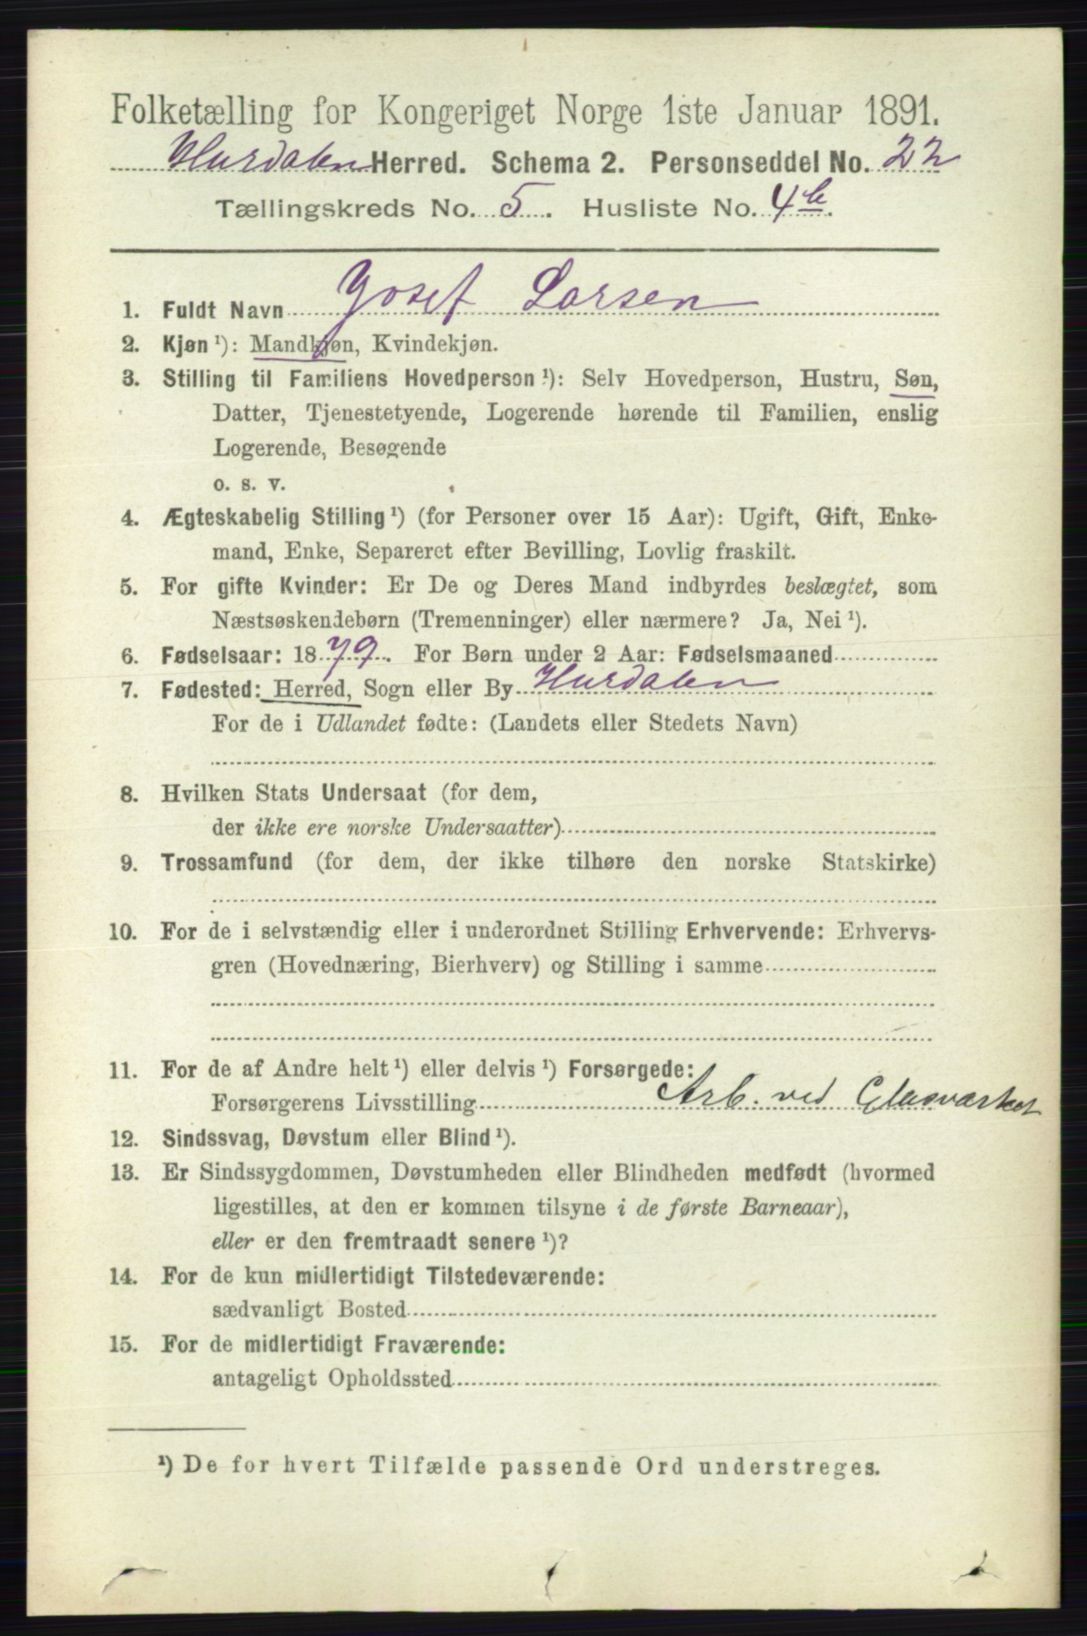 Folketælling for Kongeriget Norge 1ste Januar 1891.
Hurdalen Herred. Schema 2. Personseddel No. 22
Tællingskreds No. 5. Husliste No. 4b.
1. Fuldt Navn Josef Larsen
2. Kjøn ¹): Mandkjøn, Kvindekjøn.
3. Stilling til Familiens Hovedperson ¹): Selv Hovedperson, Hustru, Søn,
Datter, Tjenestetyende, Logerende hørende til Familien, enslig
Logerende, Besøgende
o. s. v.
4. Ægteskabelig Stilling ¹) (for Personer over 15 Aar): Ugift, Gift, Enke-
mand, Enke, Separeret efter Bevilling, Lovlig fraskilt.
5. For gifte Kvinder: Er De og Deres Mand indbyrdes beslægtet, som
Næstsøskendebørn (Tremenninger) eller nærmere? Ja, Nei ¹).
6. Fødselsaar: 1879. For Børn under 2 Aar: Fødselsmaaned
7. Fødested: Herred, Sogn eller By Hurdalen
For de i Udlandet fødte: (Landets eller Stedets Navn)
8. Hvilken Stats Undersaat (for dem,
der ikke ere norske Undersaatter)
9. Trossamfund (for dem, der ikke tilhøre den norske Statskirke)
10. For de i selvstændig eller i underordnet Stilling Erhvervende: Erhvervs-
gren (Hovednæring, Bierhverv) og Stilling i samme
11. For de af Andre helt ¹) eller delvis ¹) Forsørgede:
Forsørgerens Livsstilling Arb. ved Glasværket
12. Sindssvag, Døvstum eller Blind ¹).
13. Er Sindssygdommen, Døvstumheden eller Blindheden medfødt (hvormed
ligestilles, at den er kommen tilsyne i de første Barneaar),
eller er den fremtraadt senere ¹)?
14. For de kun midlertidigt Tilstedeværende:
sædvanligt Bosted
15. For de midlertidigt Fraværende:
antageligt Opholdssted
¹) De for hvert Tilfælde passende Ord understreges.